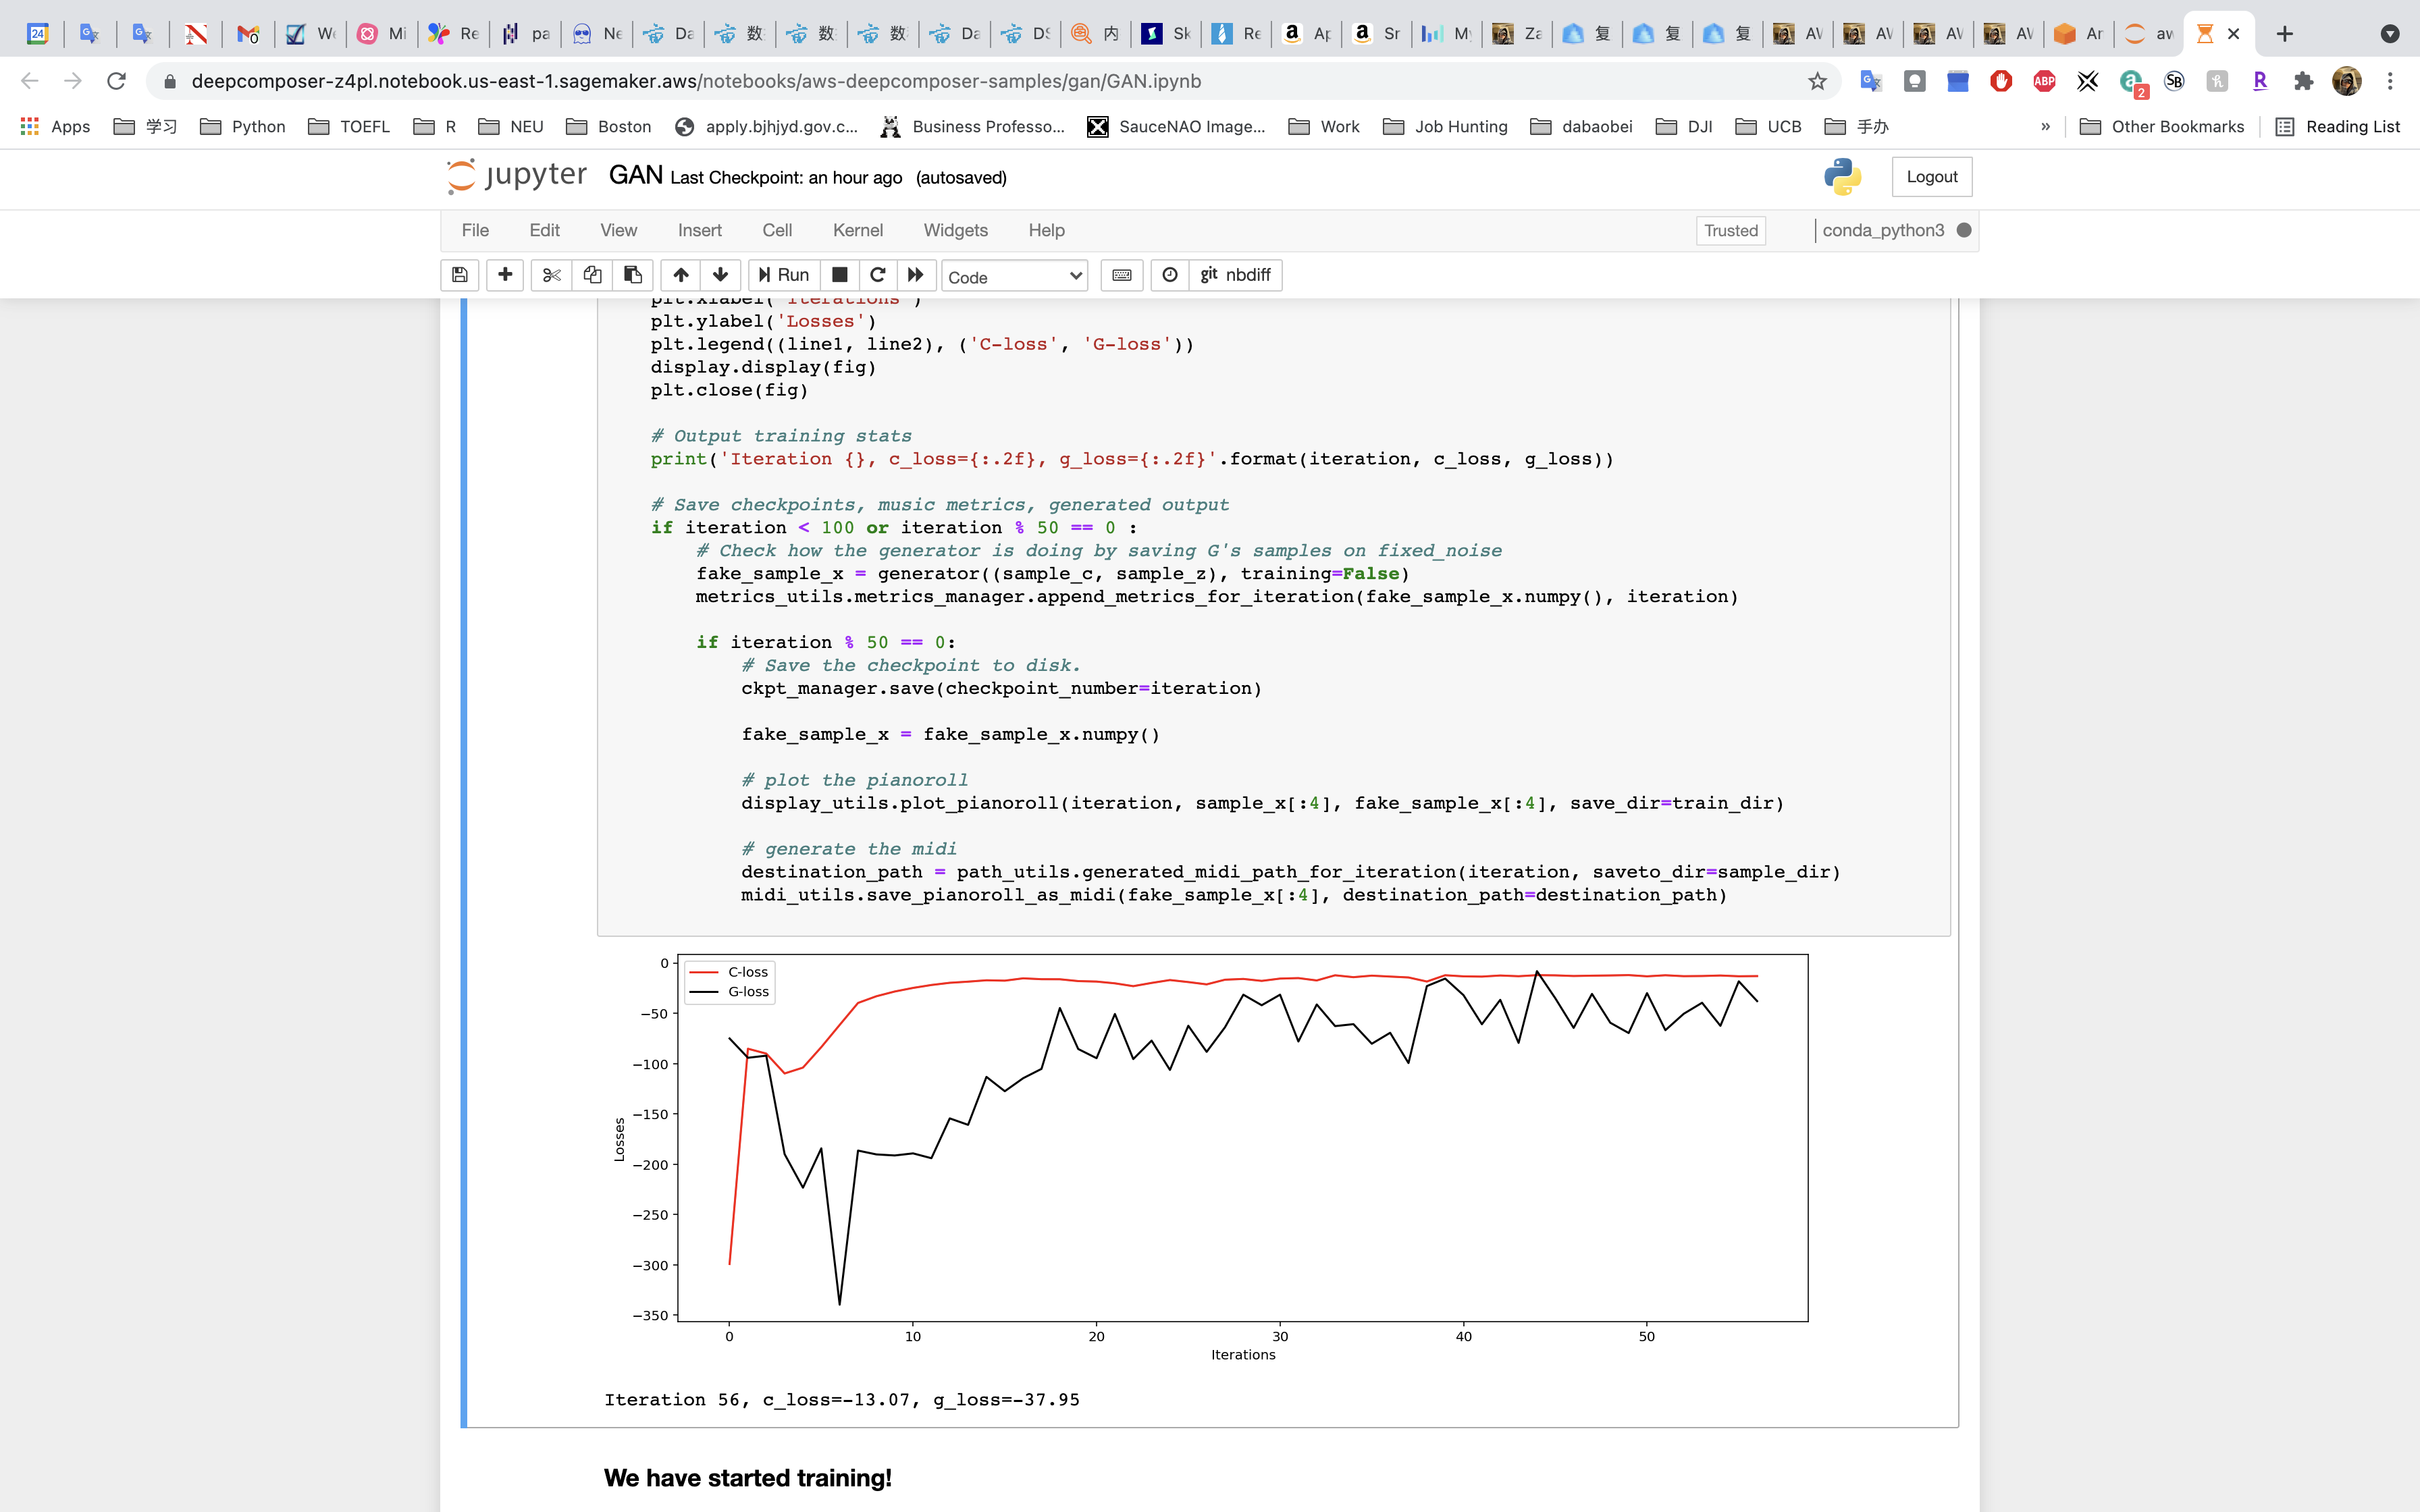 24 0 W Mi Re pa Ne Da 数 数 数 Da DS 内 Sk Re Ap Sr M Za 复 复 复 AV AV AV AV Ar aw
deepcomposer-z4pl.notebook.us-east-1.sagemaker.aws/notebooks/aws-deepcomposer-samples/gan/GAN.ipynb ABP 2 SB h R
Apps 学习 Python TOEFL R NEU Boston apply.bjhjyd.gov.c... Business Professo... SauceNAO Image... Work Job Hunting dabaobei DJI UCB 手办 » Other Bookmarks Reading List
jupyter GAN Last Checkpoint: an hour ago (autosaved) Logout
File Edit View Insert Cell Kernel Widgets Help Trusted conda_python3
Run Code git nbdiff
plt.xlabel('Iterations')
plt.ylabel('Losses')
plt.legend((line1, line2), ('C-loss', 'G-loss'))
display.display(fig)
plt.close(fig)
# Output training stats
print('Iteration {}, c_loss={:.2f}, g_loss={:.2f}'.format(iteration, c_loss, g_loss))
# Save checkpoints, music metrics, generated output
if iteration < 100 or iteration % 50 == 0 :
# Check how the generator is doing by saving G's samples on fixed_noise
fake_sample_x = generator((sample_c, sample_z), training=False)
metrics_utils.metrics_manager.append_metrics_for_iteration(fake_sample_x.numpy(), iteration)
if iteration % 50 == 0:
# Save the checkpoint to disk.
ckpt_manager.save(checkpoint_number=iteration)
fake_sample_x = fake_sample_x.numpy()
# plot the pianoroll
display_utils.plot_pianoroll(iteration, sample_x[:4], fake_sample_x[:4], save_dir=train_dir)
# generate the midi
destination_path = path_utils.generated_midi_path_for_iteration(iteration, saveto_dir=sample_dir)
midi_utils.save_pianoroll_as_midi(fake_sample_x[:4], destination_path=destination_path)
C-loss
G-loss
0
−50
−100
−150
−200
−250
−300
−350
Losses
0 10 20 30 40 50
Iterations
Iteration 56, c_loss=-13.07, g_loss=-37.95
We have started training!